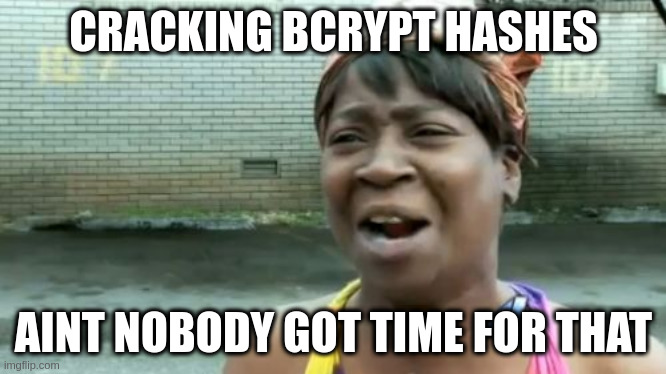 CRACKING BCRYPT HASHES
AINT NOBODY GOT TIME FOR THAT
imgflip.com